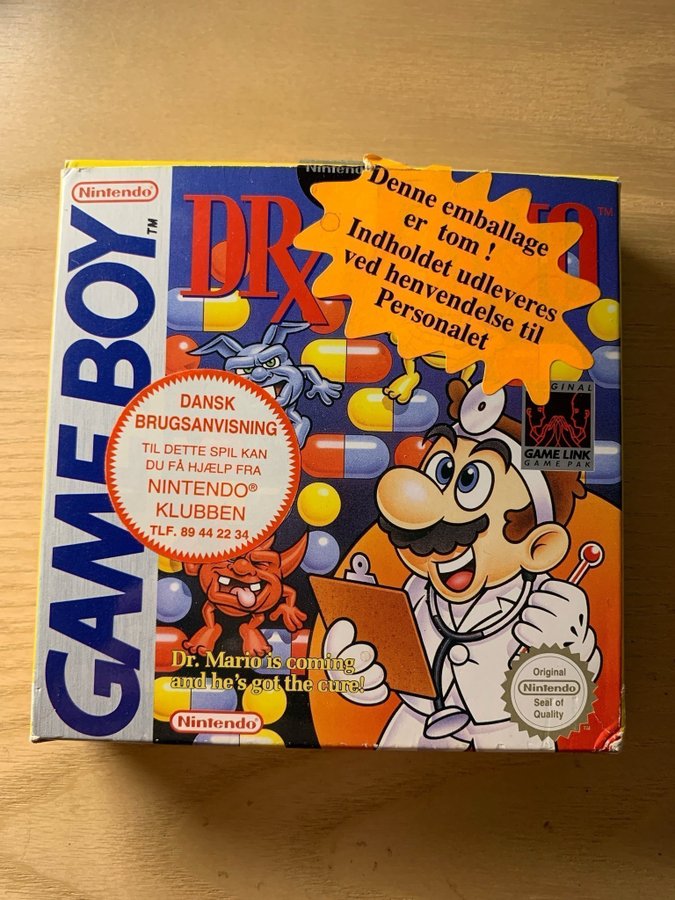 Nintendo
GAME BOY™
Nintendo
DR
x
IO™
Denne emballage
er tom !
Indholdet udleveres
ved henvendelse til
Personalet
DANSK
BRUGSANVISNING
TIL DETTE SPIL KAN
DU FÅ HJÆLP FRA
NINTENDO®
KLUBBEN
TLF. 89 44 22 34
GINAL
GAME LINK
GAME PAK
Dr. Mario is coming
and he's got the cure!
Nintendo
Original
Nintendo
Seal of
Quality
TM